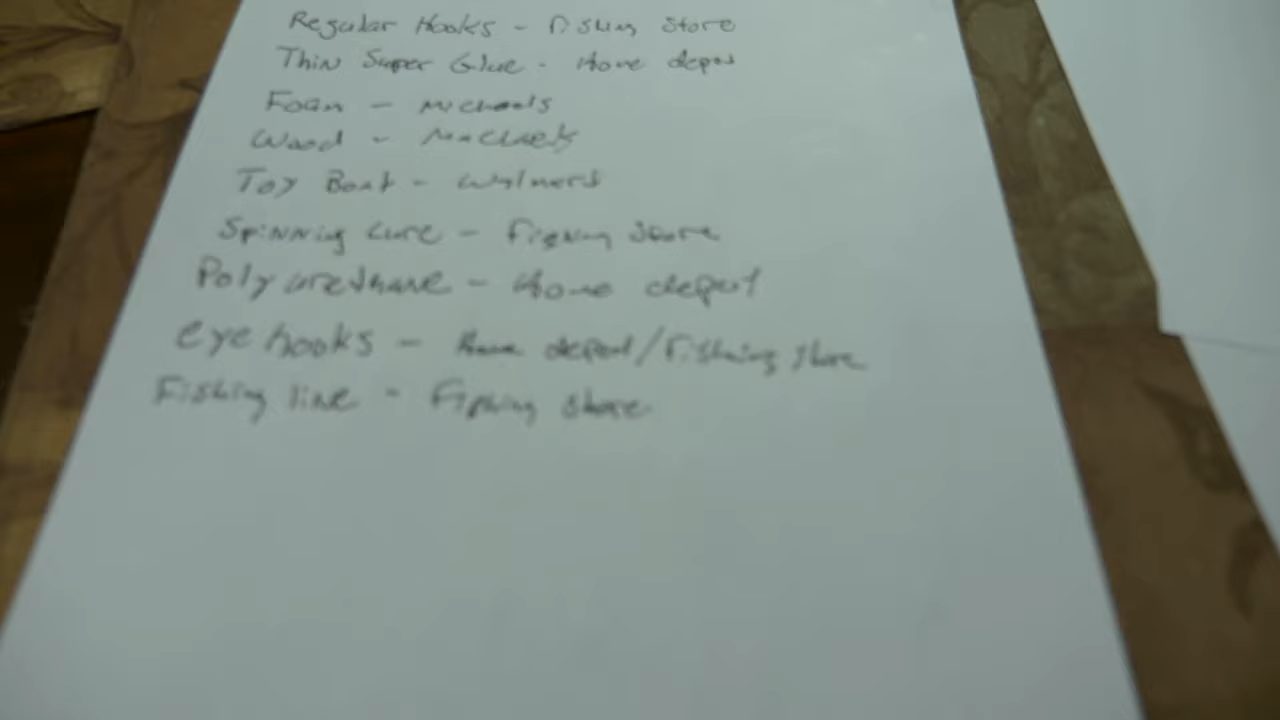 Regular Hooks - Fishing Store
Thin Super Glue - Home depot
Foam - Michaels
Wood - Michaels
Toy Boat - Walmart
Spinning Lure - Fishing Store
Polyurethane - Home depot
eye hooks - Home depot/Fishing Store
Fishing line - Fishing Store